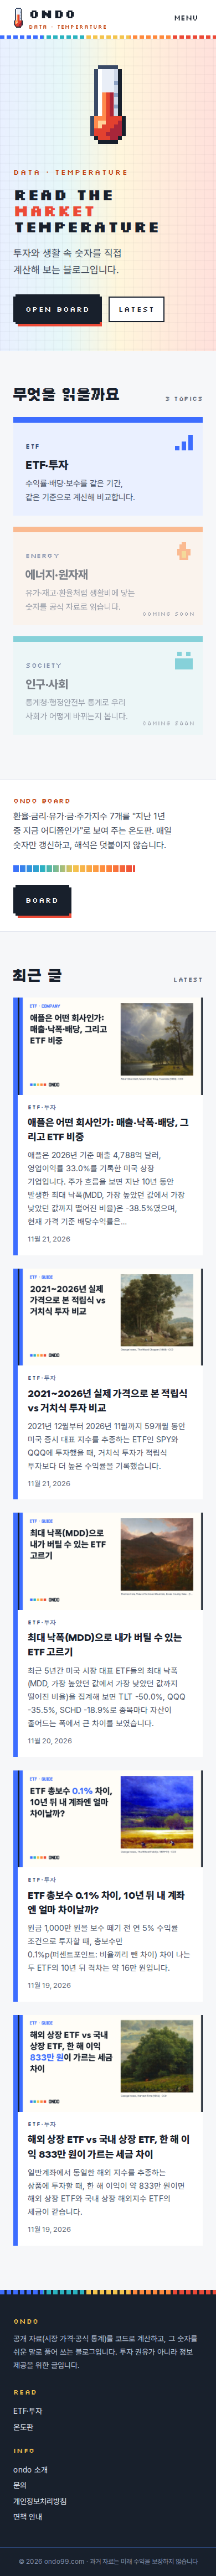 ONDO
DATA · TEMPERATURE
MENU
DATA · TEMPERATURE
READ THE
MARKET
TEMPERATURE
투자와 생활 속 숫자를 직접
계산해 보는 블로그입니다.
OPEN BOARD
LATEST
무엇을 읽을까요
3 TOPICS
ETF
ETF·투자
수익률·배당·보수를 같은 기간,
같은 기준으로 계산해 비교합니다.
ENERGY
에너지·원자재
유가·재고·환율처럼 생활비에 닿는
숫자를 공식 자료로 읽습니다.
COMING SOON
SOCIETY
인구·사회
통계청·행정안전부 통계로 우리
사회가 어떻게 바뀌는지 봅니다.
COMING SOON
ONDO BOARD
환율·금리·유가·금·주가지수 7개를 “지난 1년
중 지금 어디쯤인가”로 보여 주는 온도판. 매일
숫자만 갱신하고, 해석은 덧붙이지 않습니다.
BOARD
최근 글
LATEST
ETF · COMPANY
애플은 어떤 회사인가:
매출·낙폭·배당, 그리고
ETF 비중
ONDO
ETF·투자
애플은 어떤 회사인가: 매출·낙폭·배당, 그
리고 ETF 비중
애플은 2026년 기준 매출 4,788억 달러,
영업이익률 33.0%를 기록한 미국 상장
기업입니다. 주가 흐름을 보면 지난 10년 동안
발생한 최대 낙폭(MDD, 가장 높았던 값에서 가장
낮았던 값까지 떨어진 비율)은 -38.5%였으며,
현재 가격 기준 배당수익률은…
11월 21, 2026
ETF · GUIDE
2021~2026년 실제
가격으로 본 적립식 vs
거치식 투자 비교
ONDO
ETF·투자
2021~2026년 실제 가격으로 본 적립식
vs 거치식 투자 비교
2021년 12월부터 2026년 11월까지 59개월 동안
미국 증시 대표 지수를 추종하는 ETF인 SPY와
QQQ에 투자했을 때, 거치식 투자가 적립식
투자보다 더 높은 수익률을 기록했습니다.
11월 21, 2026
ETF · GUIDE
최대 낙폭(MDD)으로
내가 버틸 수 있는 ETF
고르기
ONDO
ETF·투자
최대 낙폭(MDD)으로 내가 버틸 수 있는
ETF 고르기
최근 5년간 미국 시장 대표 ETF들의 최대 낙폭
(MDD, 가장 높았던 값에서 가장 낮았던 값까지
떨어진 비율)을 집계해 보면 TLT -50.0%, QQQ
-35.5%, SCHD -18.9%로 종목마다 자산이
줄어드는 폭에서 큰 차이를 보였습니다.
11월 20, 2026
ETF · GUIDE
ETF 총보수 0.1% 차이,
10년 뒤 내 계좌엔 얼마
차이날까?
ONDO
ETF·투자
ETF 총보수 0.1% 차이, 10년 뒤 내 계좌
엔 얼마 차이날까?
원금 1,000만 원을 보수 떼기 전 연 5% 수익률
조건으로 투자할 때, 총보수만
0.1%p(퍼센트포인트: 비율끼리 뺀 차이) 차이 나는
두 ETF의 10년 뒤 격차는 약 16만 원입니다.
11월 19, 2026
ETF · GUIDE
해외 상장 ETF vs 국내
상장 ETF, 한 해 이익
833만 원이 가르는 세금
차이
ONDO
ETF·투자
해외 상장 ETF vs 국내 상장 ETF, 한 해 이
익 833만 원이 가르는 세금 차이
일반계좌에서 동일한 해외 지수를 추종하는
상품에 투자할 때, 한 해 이익이 약 833만 원이면
해외 상장 ETF와 국내 상장 해외지수 ETF의
세금이 같습니다.
11월 19, 2026
ONDO
공개 자료(시장 가격·공식 통계)를 코드로 계산하고, 그 숫자를
쉬운 말로 풀어 쓰는 블로그입니다. 투자 권유가 아니라 정보
제공을 위한 글입니다.
READ
ETF·투자
온도판
INFO
ondo 소개
문의
개인정보처리방침
면책 안내
© 2026 ondo99.com · 과거 자료는 미래 수익을 보장하지 않습니다